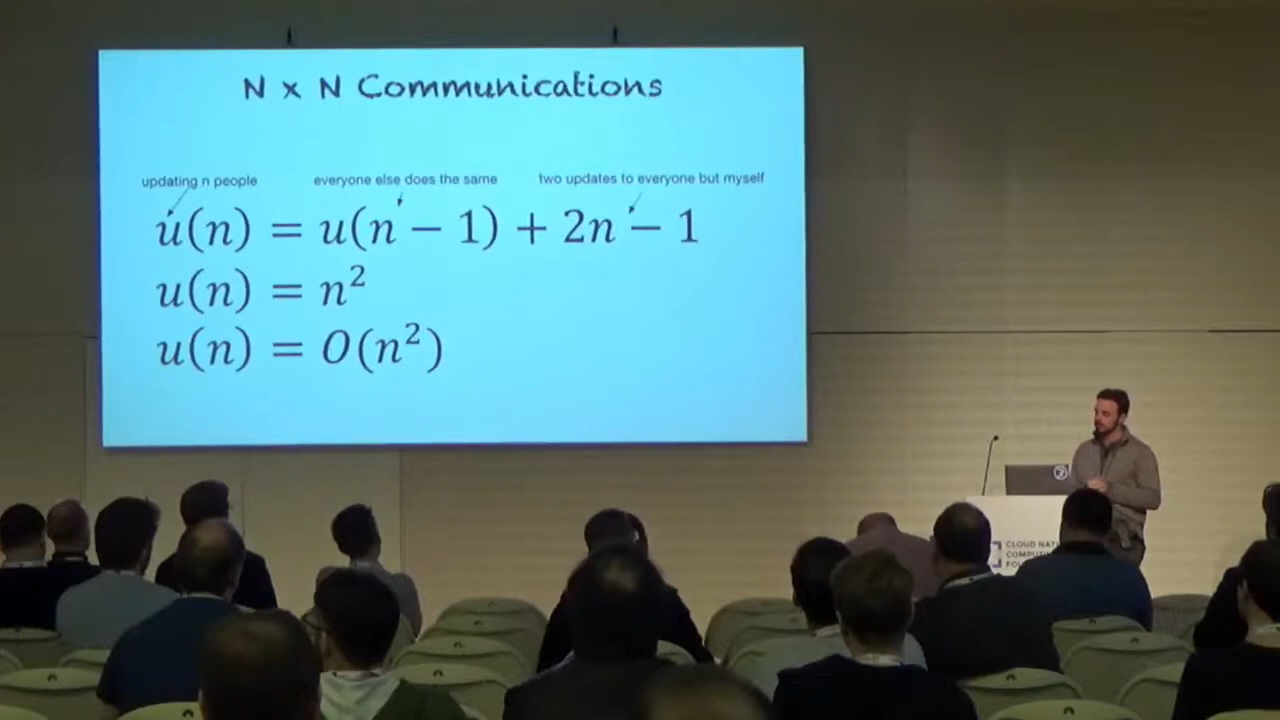 N x N Communications
updating n people
everyone else does the same
two updates to everyone but myself
u(n) = u(n − 1) + 2n − 1
u(n) = n²
u(n) = O(n²)
CLOUD